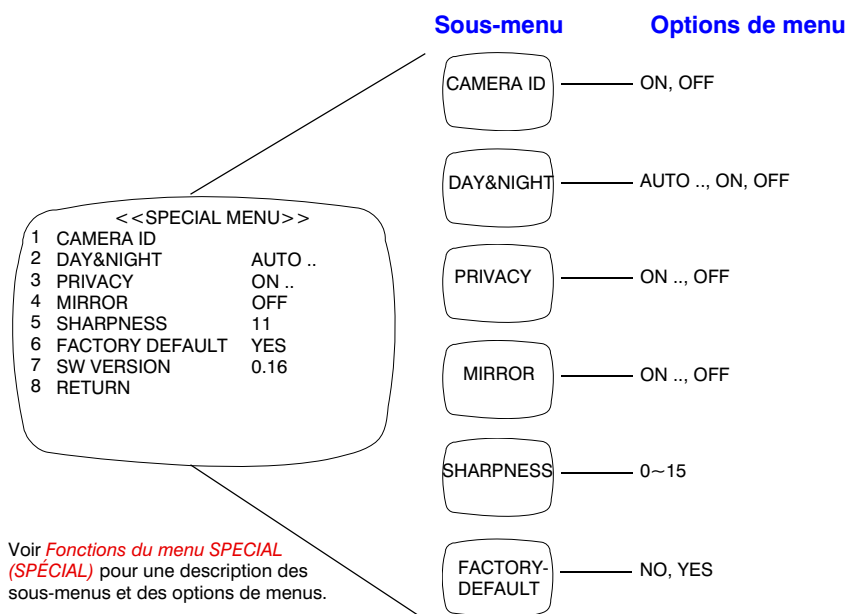 Sous-menu Options de menu
CAMERA ID ON, OFF
DAY&NIGHT AUTO .., ON, OFF
<<SPECIAL MENU>>
1 CAMERA ID
2 DAY&NIGHT AUTO ..
3 PRIVACY ON ..
4 MIRROR OFF
5 SHARPNESS 11
6 FACTORY DEFAULT YES
7 SW VERSION 0.16
8 RETURN
PRIVACY ON .., OFF
MIRROR ON .., OFF
SHARPNESS 0~15
FACTORY-
DEFAULT
NO, YES
Voir Fonctions du menu SPECIAL
(SPÉCIAL) pour une description des
sous-menus et des options de menus.